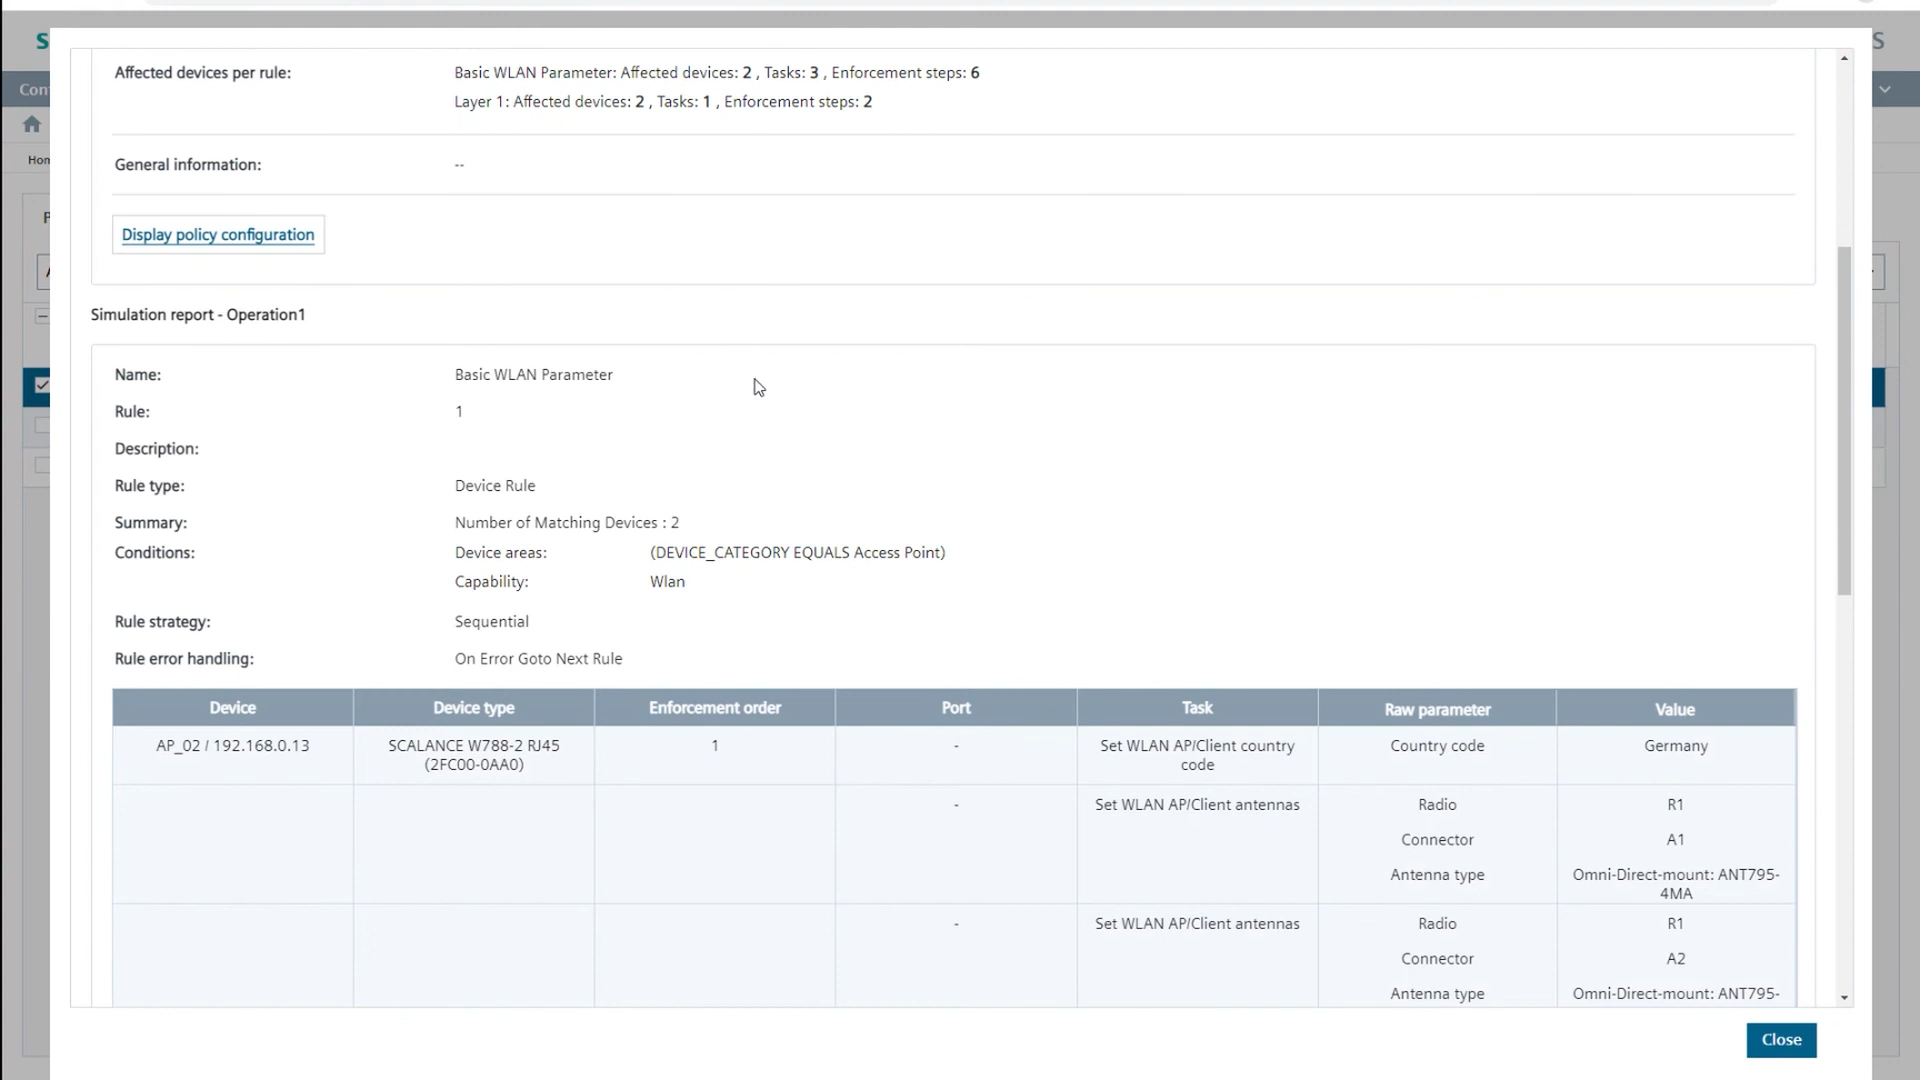 S
S
Con
Hom
Affected devices per rule: Basic WLAN Parameter: Affected devices: 2 , Tasks: 3 , Enforcement steps: 6
Layer 1: Affected devices: 2 , Tasks: 1 , Enforcement steps: 2
General information: --
Display policy configuration
Simulation report - Operation1
Name: Basic WLAN Parameter
Rule: 1
Description:
Rule type: Device Rule
Summary: Number of Matching Devices : 2
Conditions: Device areas: (DEVICE_CATEGORY EQUALS Access Point)
Capability: Wlan
Rule strategy: Sequential
Rule error handling: On Error Goto Next Rule
Device Device type Enforcement order Port Task Raw parameter Value
AP_02 / 192.168.0.13 SCALANCE W788-2 RJ45 1 - Set WLAN AP/Client country Country code Germany
(2FC00-0AA0) code
- Set WLAN AP/Client antennas Radio R1
Connector A1
Antenna type Omni-Direct-mount: ANT795-
4MA
- Set WLAN AP/Client antennas Radio R1
Connector A2
Antenna type Omni-Direct-mount: ANT795-
Close